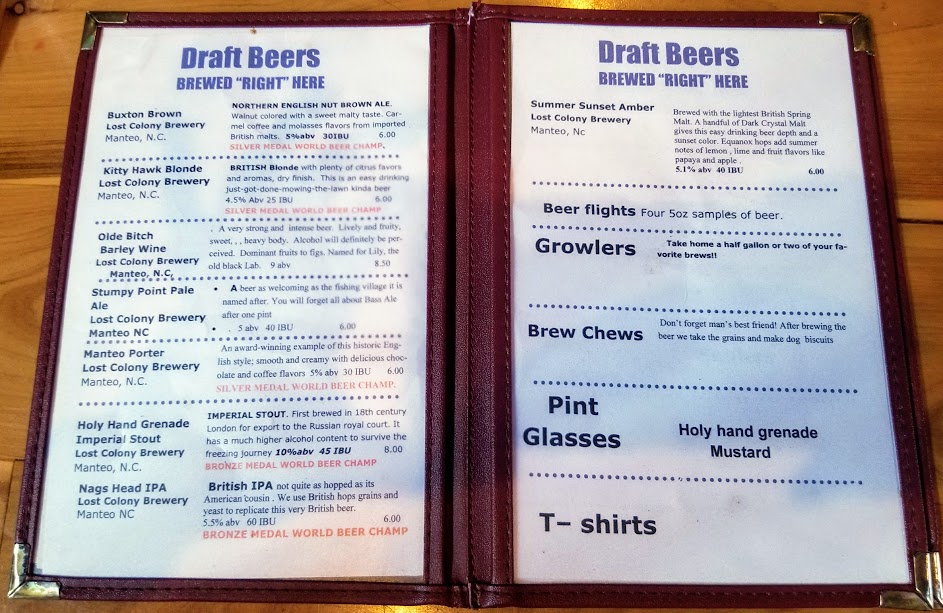 Draft Beers
BREWED “RIGHT” HERE
Buxton Brown
Lost Colony Brewery
Manteo, N.C.
NORTHERN ENGLISH NUT BROWN ALE.
Walnut colored with a sweet malty taste. Car-
mel coffee and molasses flavors from imported
British malts. 5%abv 30IBU 6.00
SILVER MEDAL WORLD BEER CHAMP.
Kitty Hawk Blonde
Lost Colony Brewery
Manteo, N.C.
BRITISH Blonde with plenty of citrus favors
and aromas, dry finish. This is an easy drinking
just-got-done-mowing-the-lawn kinda beer
4.5% Abv 25 IBU 6.00
SILVER MEDAL WORLD BEER CHAMP
Olde Bitch
Barley Wine
Lost Colony Brewery
Manteo, N.C,
. A very strong and intense beer. Lively and fruity,
sweet, , , heavy body. Alcohol will definitely be per-
ceived. Dominant fruits to figs. Named for Lily, the
old black Lab. 9 abv 8.50
Stumpy Point Pale
Ale
Lost Colony Brewery
Manteo NC
• A beer as welcoming as the fishing village it is
named after. You will forget all about Bass Ale
after one pint
• . 5 abv 40 IBU 6.00
Manteo Porter
Lost Colony Brewery
Manteo, N.C.
An award-winning example of this historic Eng-
lish style; smooth and creamy with delicious choc-
olate and coffee flavors 5% abv 30 IBU 6.00
SILVER MEDAL WORLD BEER CHAMP.
Holy Hand Grenade
Imperial Stout
Lost Colony Brewery
Manteo, N.C.
IMPERIAL STOUT. First brewed in 18th century
London for export to the Russian royal court. It
has a much higher alcohol content to survive the
freezing journey 10%abv 45 IBU 8.00
BRONZE MEDAL WORLD BEER CHAMP
Nags Head IPA
Lost Colony Brewery
Manteo NC
British IPA not quite as hopped as its
American cousin . We use British hops grains and
yeast to replicate this very British beer.
5.5% abv 60 IBU 6.00
BRONZE MEDAL WORLD BEER CHAMP
Draft Beers
BREWED “RIGHT” HERE
Summer Sunset Amber
Lost Colony Brewery
Manteo, Nc
Brewed with the lightest British Spring
Malt. A handful of Dark Crystal Malt
gives this easy drinking beer depth and a
sunset color. Equanox hops add summer
notes of lemon , lime and fruit flavors like
papaya and apple .
5.1% abv 40 IBU 6.00
Beer flights Four 5oz samples of beer.
Growlers
Take home a half gallon or two of your fa-
vorite brews!!
Brew Chews
Don’t forget man’s best friend! After brewing the
beer we take the grains and make dog biscuits
Pint
Glasses
Holy hand grenade
Mustard
T– shirts